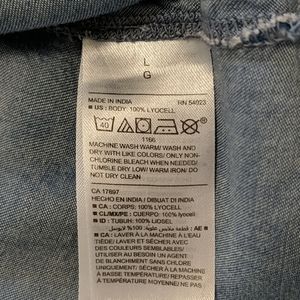 L
G
MADE IN INDIA RN 54023
■ US : BODY: 100% LYOCELL
40
1166
MACHINE WASH WARM/ WASH AND
DRY WITH LIKE COLORS/ ONLY NON-
CHLORINE BLEACH WHEN NEEDED/
TUMBLE DRY LOW/ WARM IRON/ DO
NOT DRY CLEAN
CA 17897
HECHO EN INDIA / DIBUAT DI INDIA
■ CA : CORPS: 100% LYOCELL
■ CL/MX/PE: CUERPO: 100% lyocell
■ ID : TUBUH: 100% LIOSEL
■ AE : 100%
■ CA : LAVER À LA MACHINE À L'EAU
TIÈDE/LAVER ET SÉCHER AVEC
DES COULEURS SEMBLABLES/
UTILISER AU BESOIN UN AGENT
DE BLANCHIMENT SANS CHLORE
UNIQUEMENT/ SÉCHER À LA MACHINE
À BASSE TEMPÉRATURE/ REPASSER
À BASSE TEMPÉRATURE/